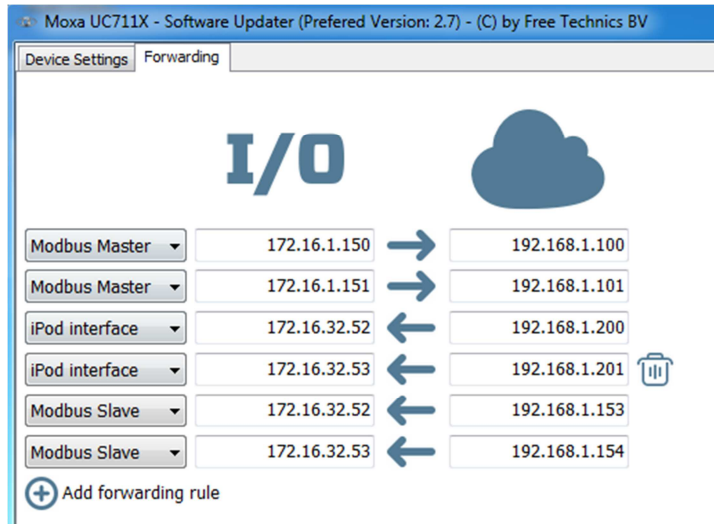 Moxa UC711X - Software Updater (Prefered Version: 2.7) - (C) by Free Technics BV
Device Settings Forwarding
I/O
Modbus Master 172.16.1.150 192.168.1.100
Modbus Master 172.16.1.151 192.168.1.101
iPod interface 172.16.32.52 192.168.1.200
iPod interface 172.16.32.53 192.168.1.201
Modbus Slave 172.16.32.52 192.168.1.153
Modbus Slave 172.16.32.53 192.168.1.154
Add forwarding rule